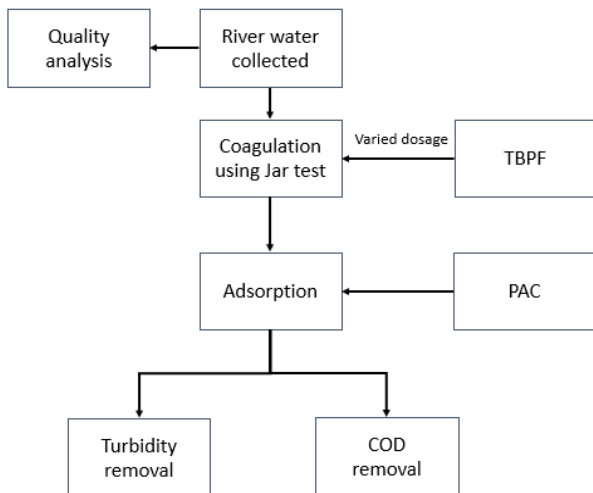 Quality
analysis
River water
collected
Coagulation
using Jar test
Varied dosage
TBPF
Adsorption
PAC
Turbidity
removal
COD
removal